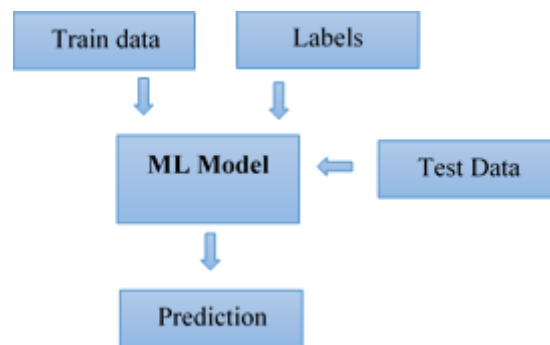 Train data
Labels
ML Model
Test Data
Prediction